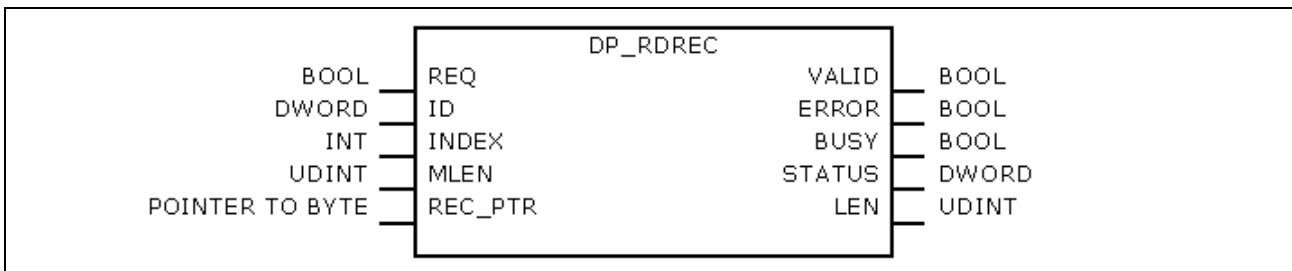 DP_RDREC
BOOL REQ VALID BOOL
DWORD ID ERROR BOOL
INT INDEX BUSY BOOL
UDINT MLEN STATUS DWORD
POINTER TO BYTE REC_PTR LEN UDINT